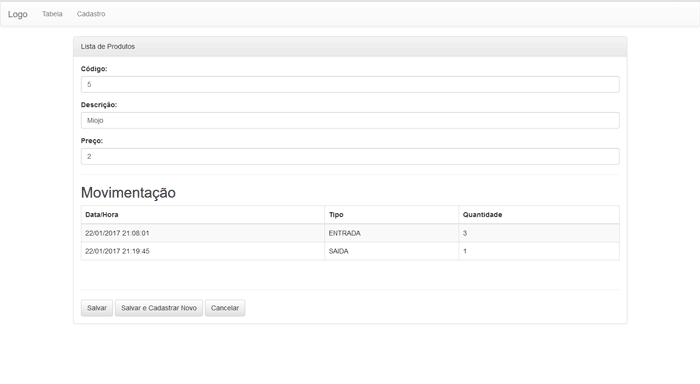 Logo Tabela Cadastro
Lista de Produtos
Código:
5
Descrição:
Miojo
Preço:
2
Movimentação
Data/Hora Tipo Quantidade
22/01/2017 21:08:01 ENTRADA 3
22/01/2017 21:19:45 SAIDA 1
Salvar Salvar e Cadastrar Novo Cancelar